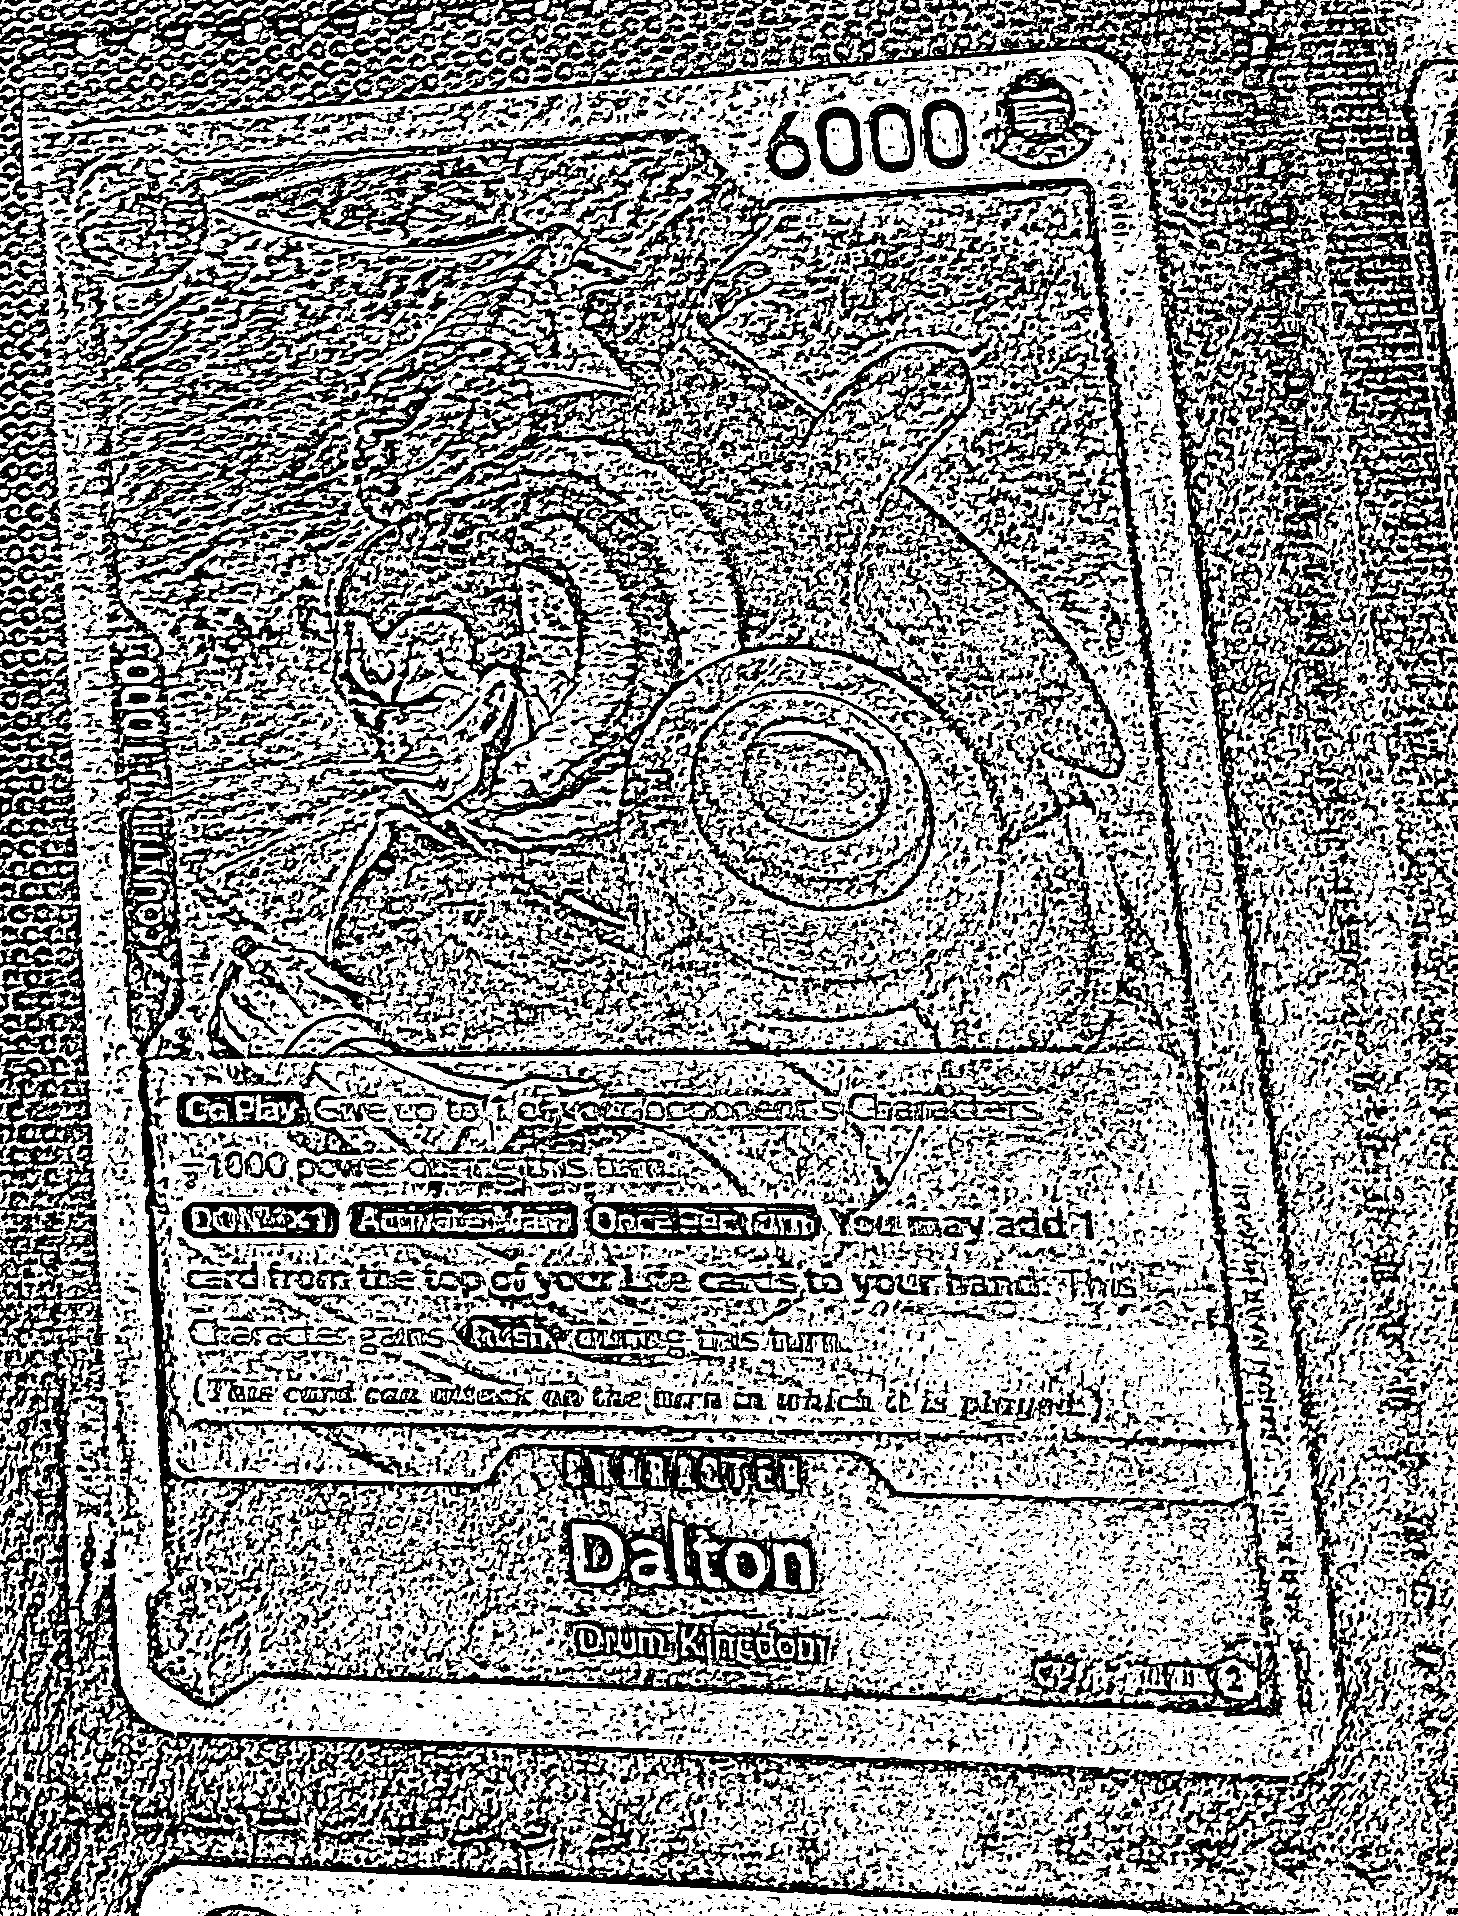 6000
COUNTER 1000
On Play Give up to 1 of your opponent's Characters
−1000 power during this turn.
DON!!×1 Activate: Main Once Per Turn You may add 1
card from the top of your Life cards to your hand: This
Character gains Rush during this turn.
(This card can attack on the turn in which it is played.)
CHARACTER
Dalton
Drum Kingdom
2